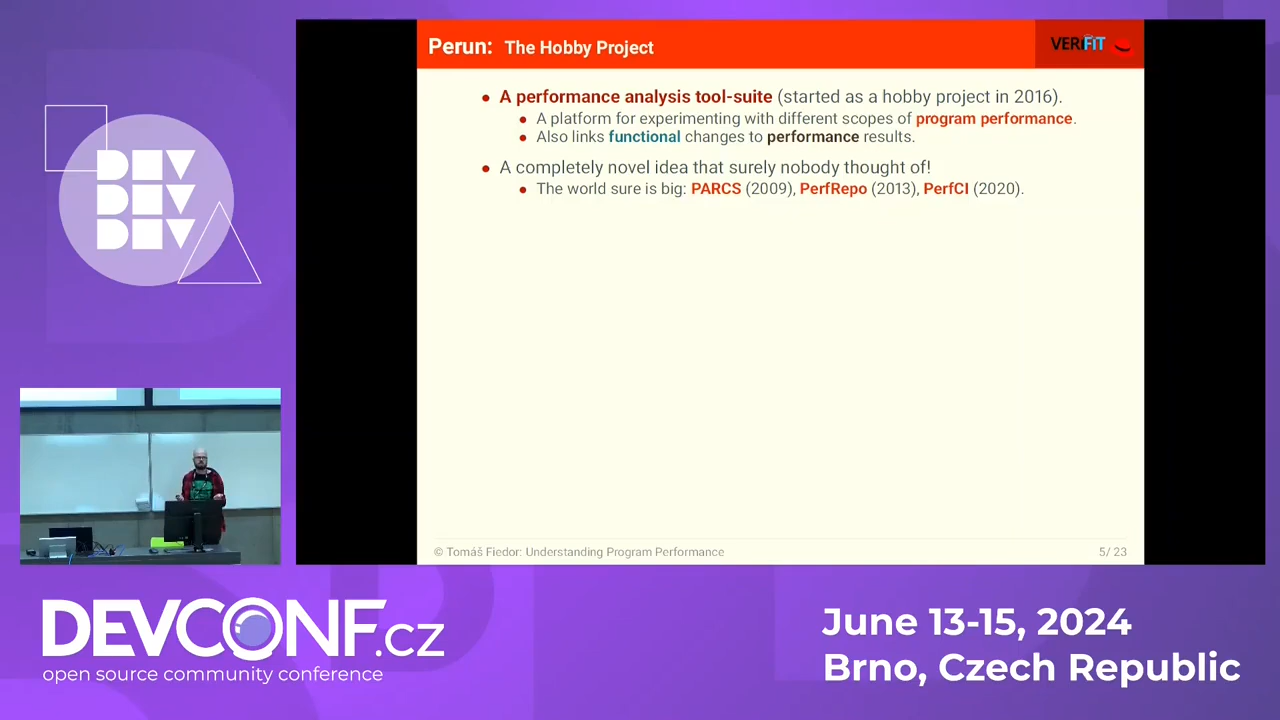 Perun: The Hobby Project
VERIFIT
A performance analysis tool-suite (started as a hobby project in 2016).
A platform for experimenting with different scopes of program performance.
Also links functional changes to performance results.
A completely novel idea that surely nobody thought of!
The world sure is big: PARCS (2009), PerfRepo (2013), PerfCI (2020).
© Tomáš Fiedor: Understanding Program Performance
5/ 23
DEV
DEV
DEV
DEVCONF.cz
open source community conference
June 13-15, 2024
Brno, Czech Republic